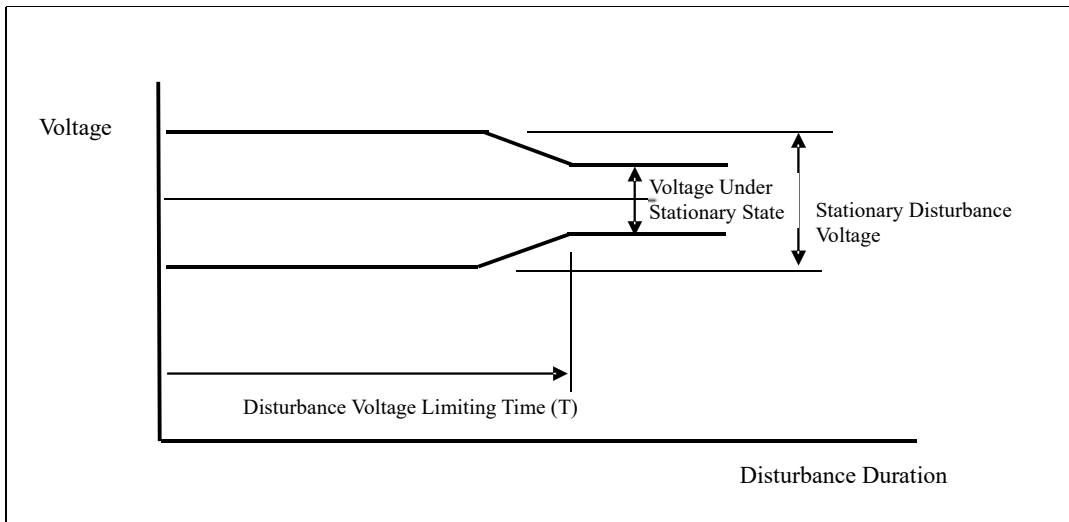 Voltage
Voltage Under
Stationary State
Stationary Disturbance
Voltage
Disturbance Voltage Limiting Time (T)
Disturbance Duration